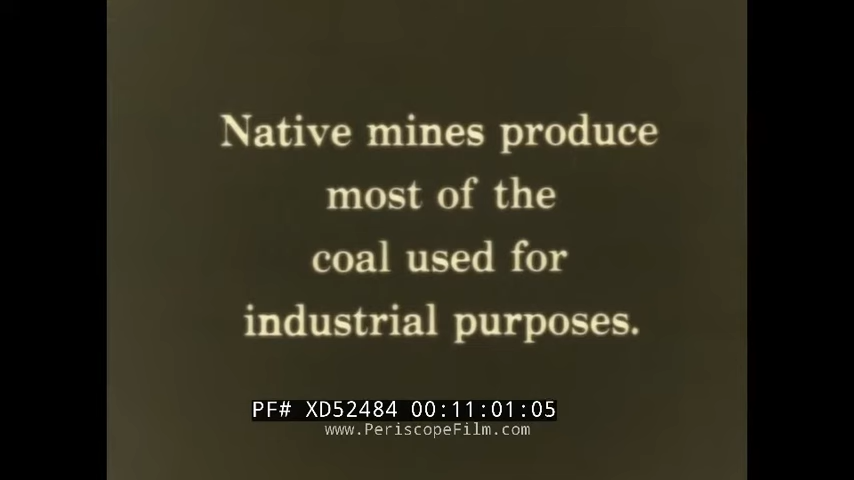 Native mines produce
most of the
coal used for
industrial purposes.
PF# XD52484 00:11:01:05
www.PeriscopeFilm.com